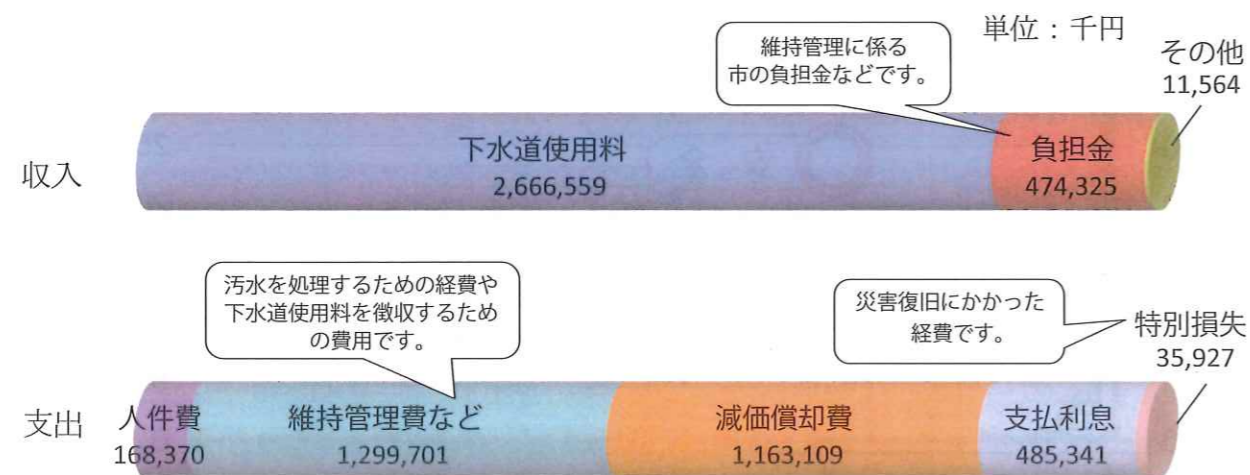 単位：千円
維持管理に係る
市の負担金などです。
その他
11,564
収入
下水道使用料
2,666,559
負担金
474,325
汚水を処理するための経費や
下水道使用料を徴収するため
の費用です。
災害復旧にかかった
経費です。
特別損失
35,927
支出
人件費
168,370
維持管理費など
1,299,701
減価償却費
1,163,109
支払利息
485,341